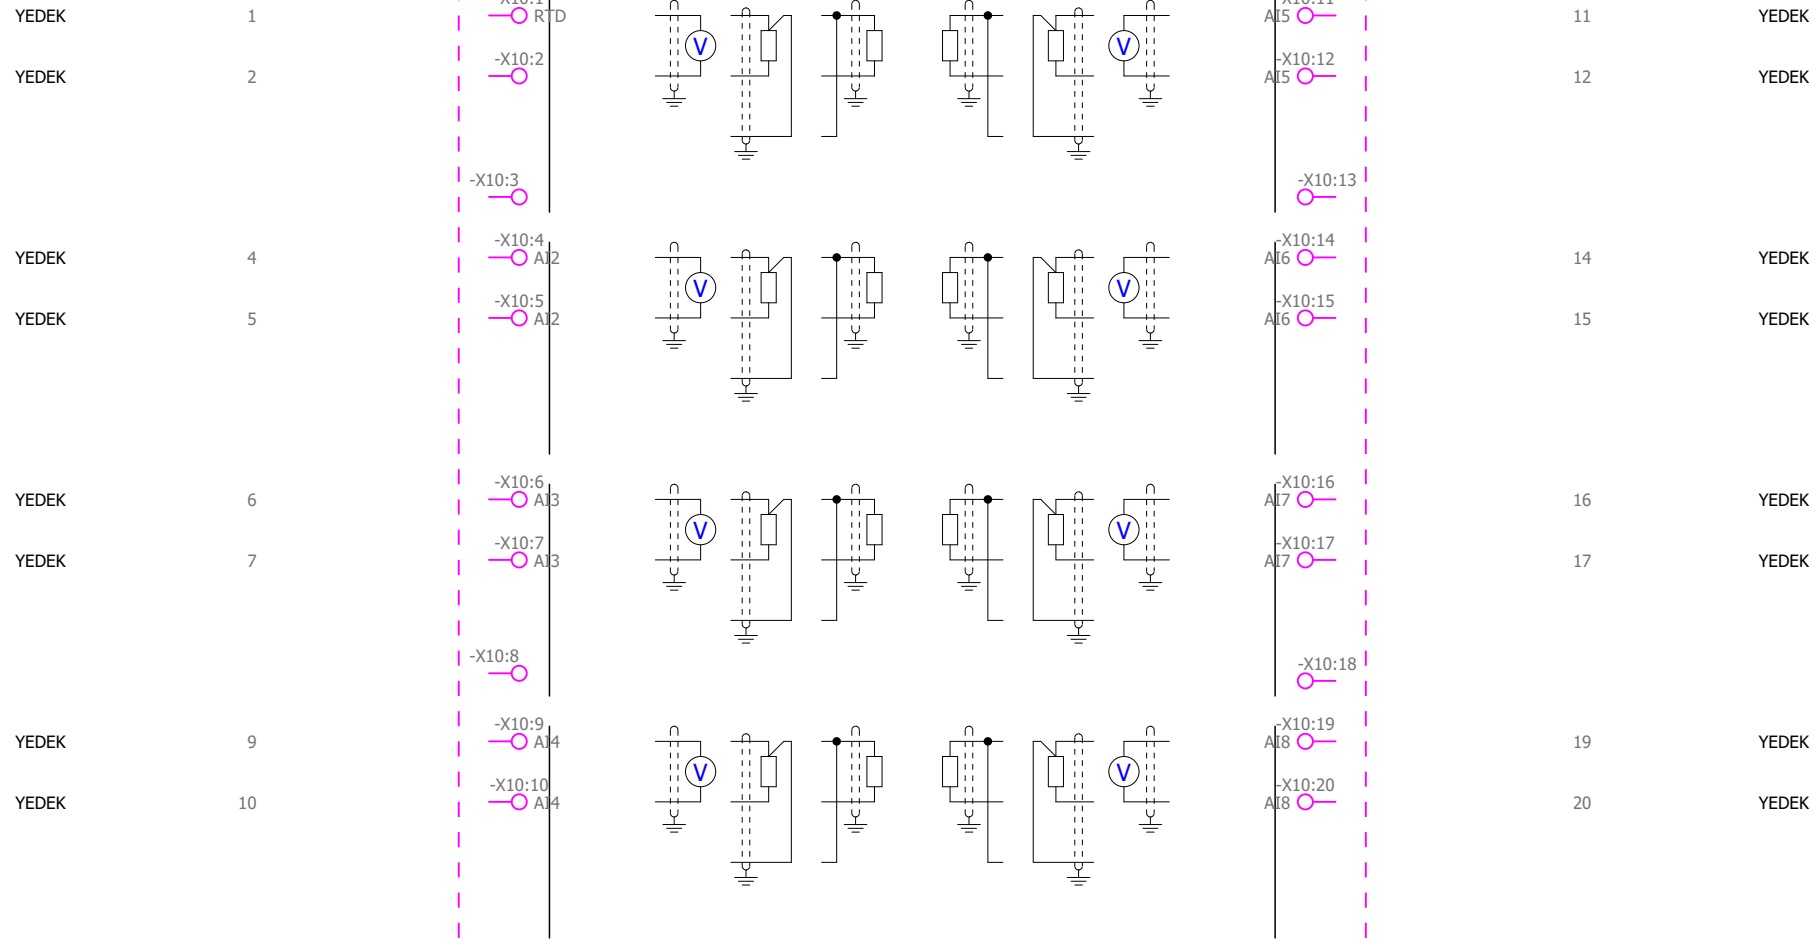 -X10:1
-X10:11
YEDEK 1 RTD AI5 11 YEDEK
V V
-X10:2 -X10:12
YEDEK 2 AI5 12 YEDEK
-X10:3 -X10:13
-X10:4 -X10:14
YEDEK 4 AI2 AI6 14 YEDEK
V V
-X10:5 -X10:15
YEDEK 5 AI2 AI6 15 YEDEK
-X10:6 -X10:16
YEDEK 6 AI3 AI7 16 YEDEK
V V
-X10:7 -X10:17
YEDEK 7 AI3 AI7 17 YEDEK
-X10:8 -X10:18
-X10:9 -X10:19
YEDEK 9 AI4 AI8 19 YEDEK
V V
-X10:10 -X10:20
YEDEK 10 AI4 AI8 20 YEDEK